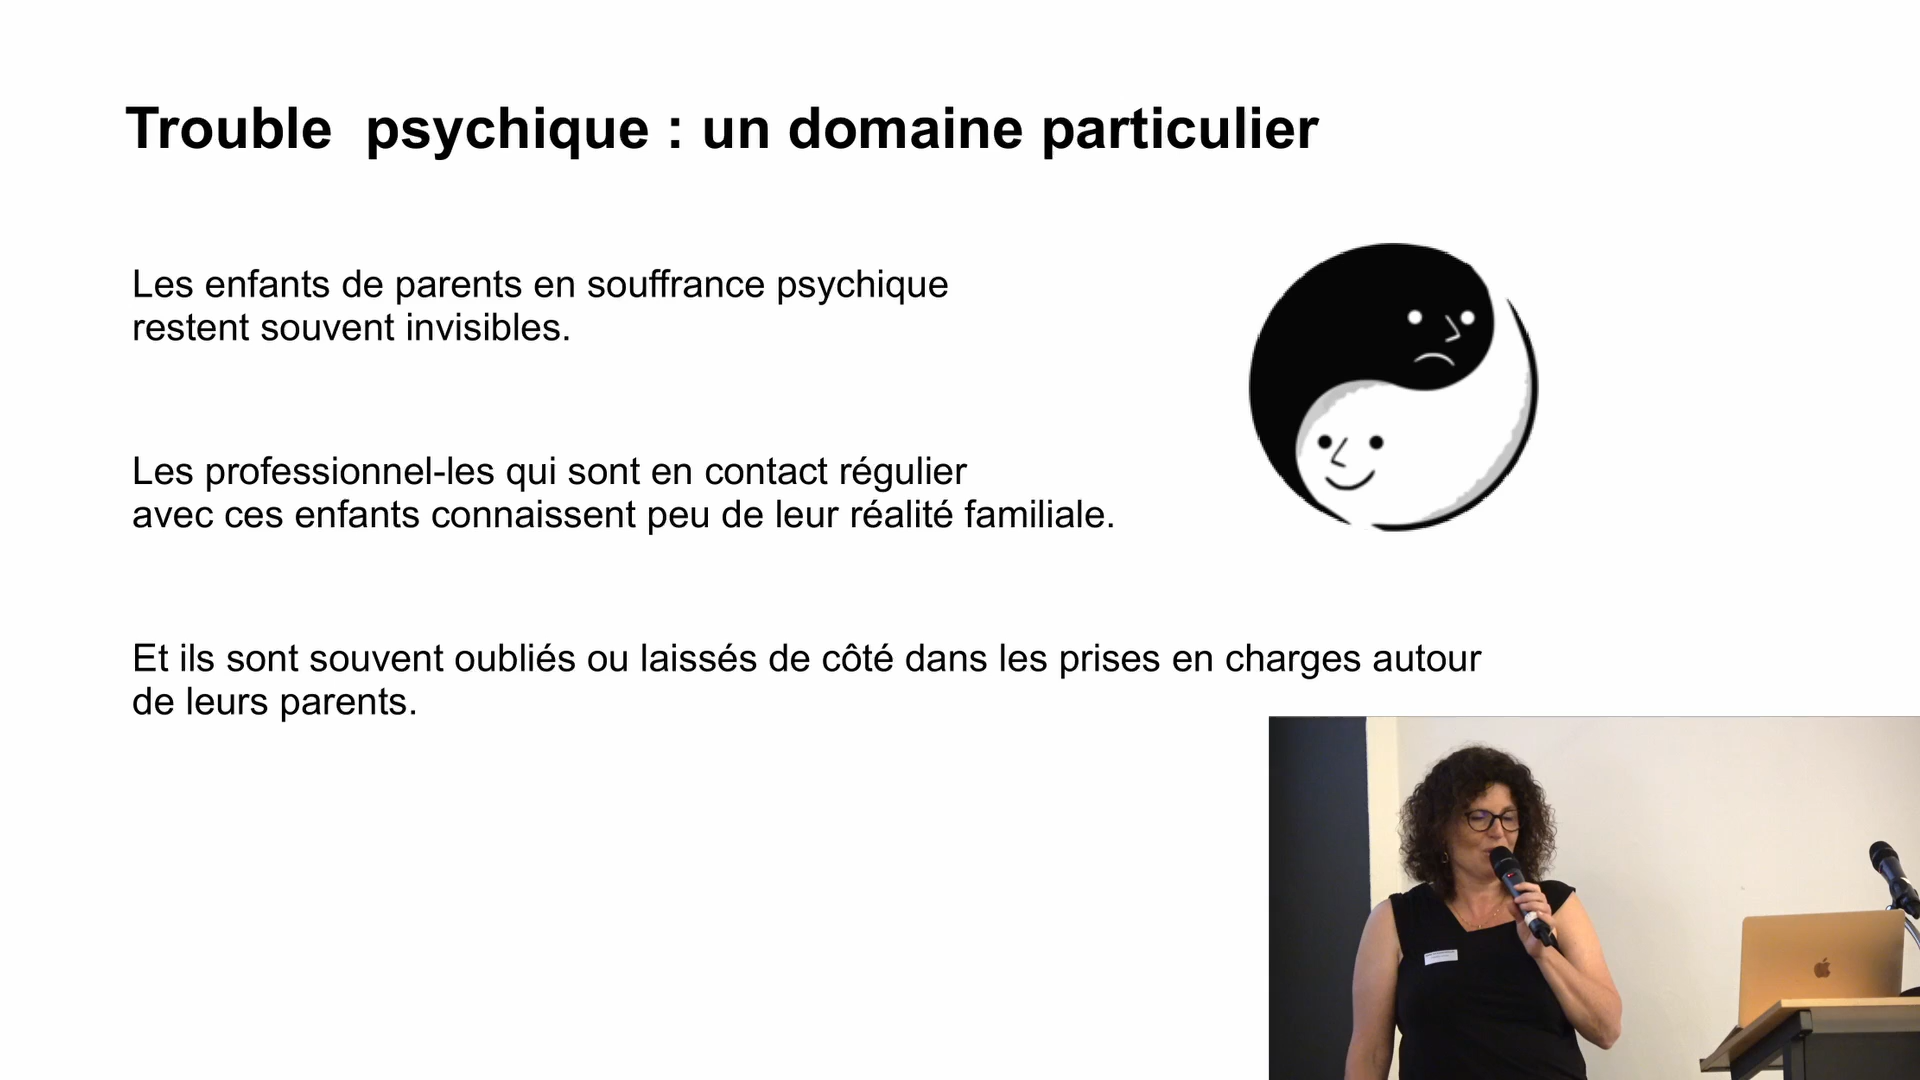 Trouble  psychique : un domaine particulier
Les enfants de parents en souffrance psychique
restent souvent invisibles.
Les professionnel-les qui sont en contact régulier
avec ces enfants connaissent peu de leur réalité familiale.
Et ils sont souvent oubliés ou laissés de côté dans les prises en charges autour
de leurs parents.